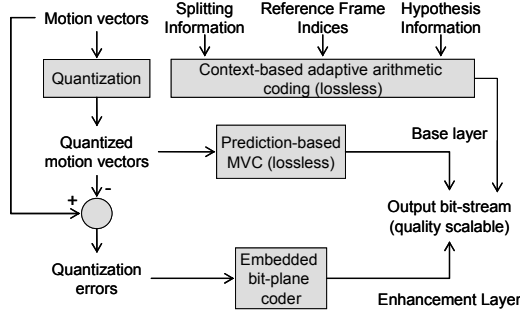 Motion vectors
Splitting
Information
Reference Frame
Indices
Hypothesis
Information
Quantization
Context-based adaptive arithmetic
coding (lossless)
Quantized
motion vectors
Prediction-based
MVC (lossless)
Base layer
-
+
Output bit-stream
(quality scalable)
Quantization
errors
Embedded
bit-plane
coder
Enhancement Layer